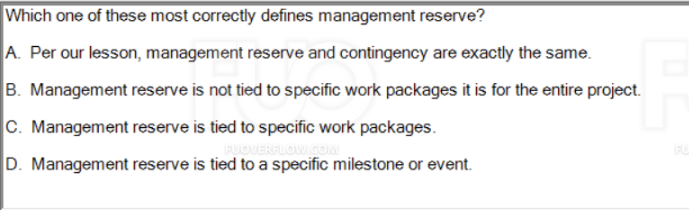 Which one of these most correctly defines management reserve?
A. Per our lesson, management reserve and contingency are exactly the same.
B. Management reserve is not tied to specific work packages it is for the entire project.
C. Management reserve is tied to specific work packages.
FUOVERFLOW.COM
D. Management reserve is tied to a specific milestone or event.